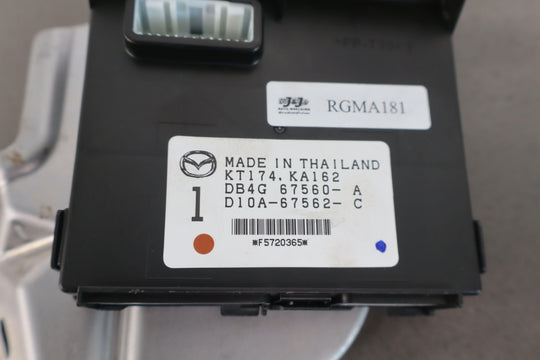 RGMA181
MADE IN THAILAND
KT174, KA162
DB4G 67560- A
D10A-67562- C
1
*F5720365*